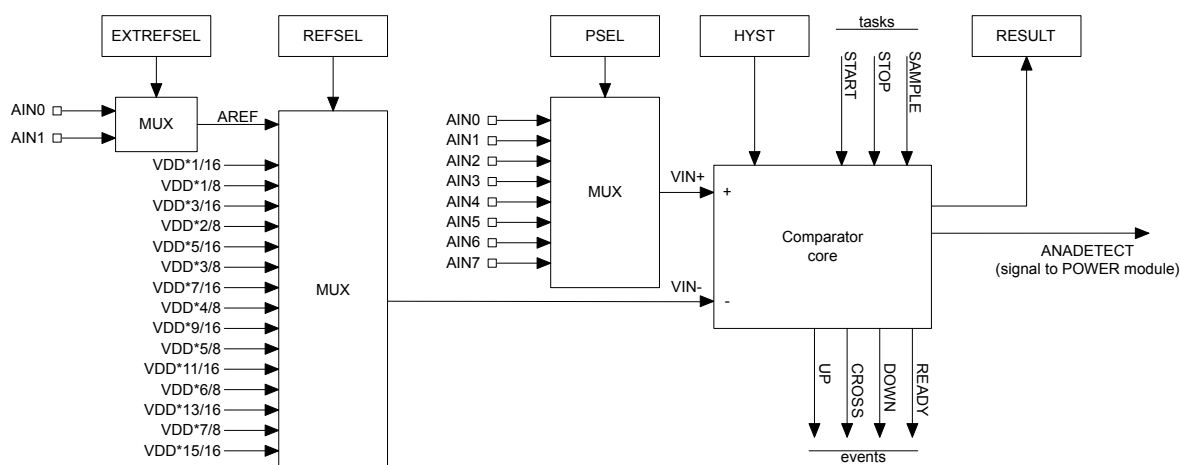 EXTREFSEL
REFSEL
PSEL
HYST
tasks
RESULT
START
STOP
SAMPLE
AIN0
AIN1
MUX
AREF
VDD*1/16
VDD*1/8
VDD*3/16
VDD*2/8
VDD*5/16
VDD*3/8
VDD*7/16
VDD*4/8
VDD*9/16
VDD*5/8
VDD*11/16
VDD*6/8
VDD*13/16
VDD*7/8
VDD*15/16
MUX
AIN0
AIN1
AIN2
AIN3
AIN4
AIN5
AIN6
AIN7
MUX
VIN+
VIN-
+
-
Comparator
core
ANADETECT
(signal to POWER module)
UP
CROSS
DOWN
READY
events